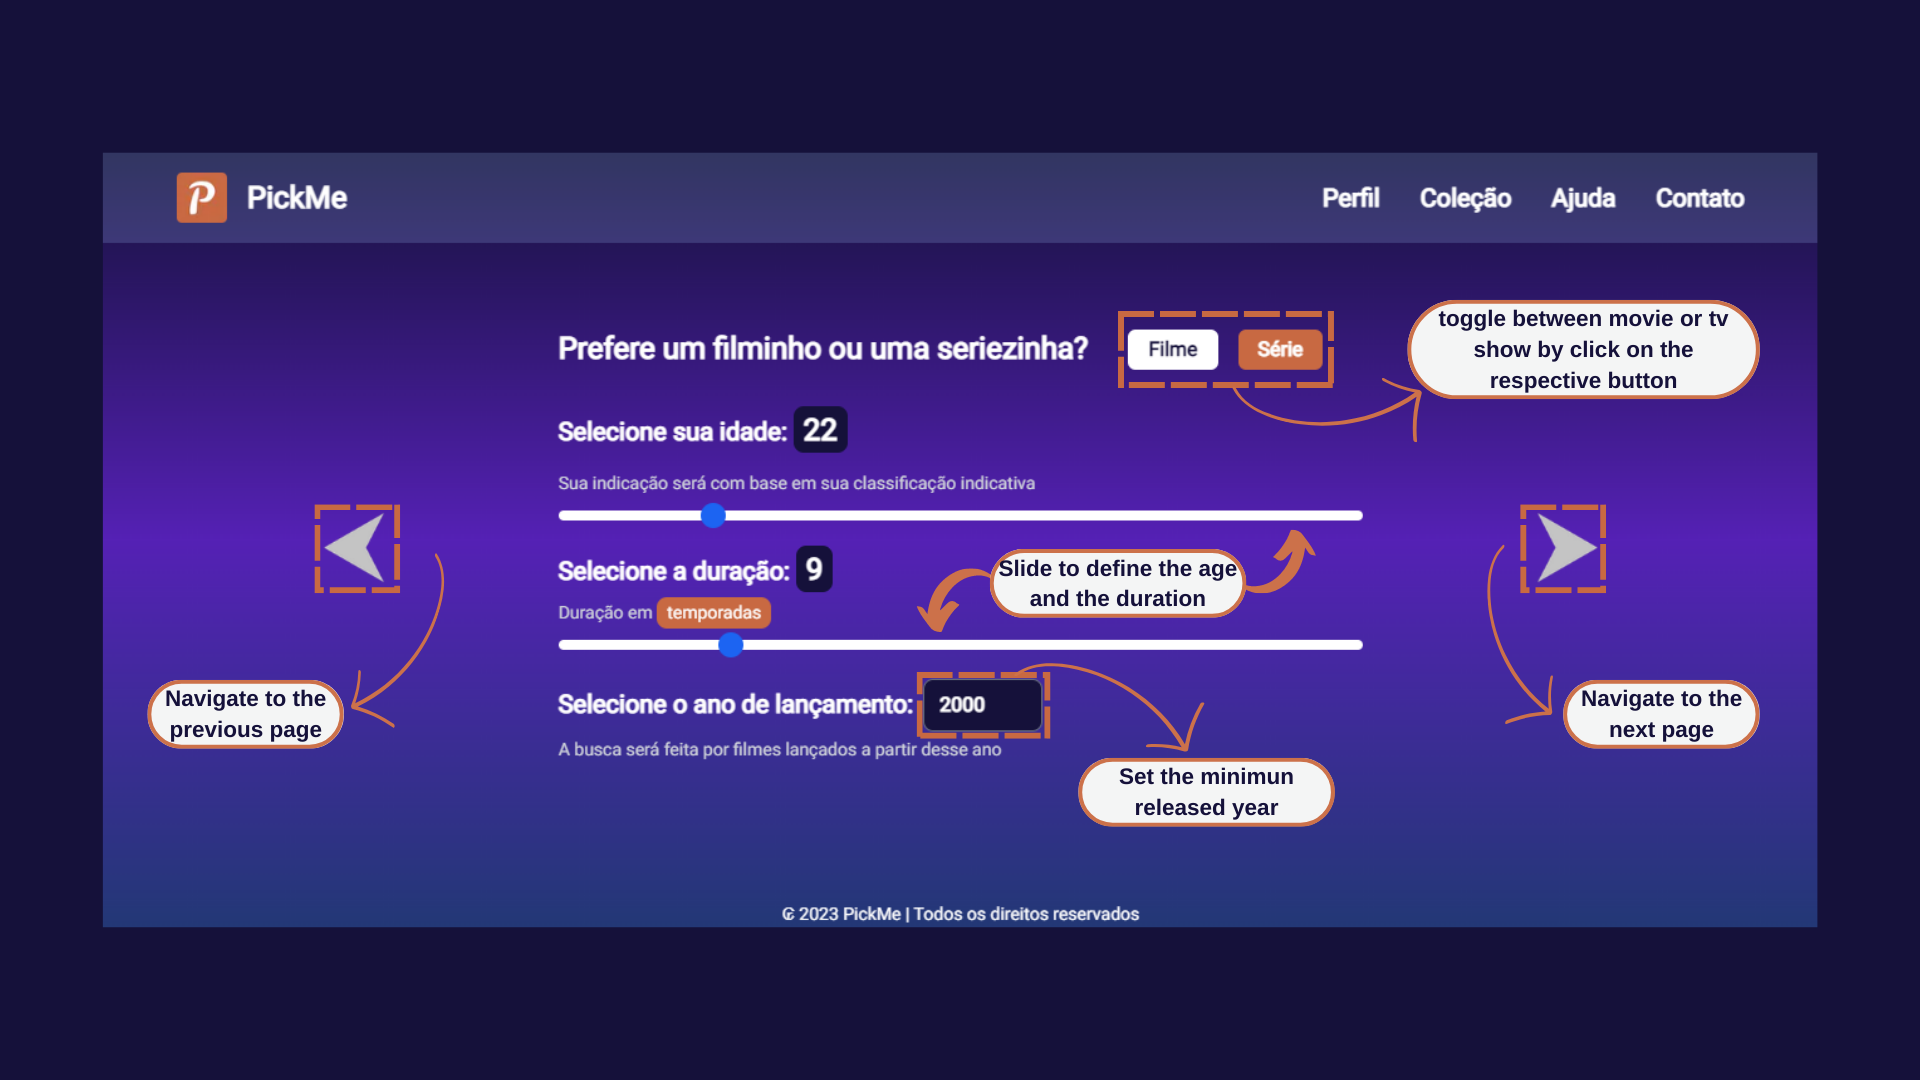 P PickMe
Perfil Coleção Ajuda Contato
Prefere um filminho ou uma seriezinha? Filme Série
toggle between movie or tv
show by click on the
respective button
Selecione sua idade: 22
Sua indicação será com base em sua classificação indicativa
Selecione a duração: 9
Duração em temporadas
Slide to define the age
and the duration
Selecione o ano de lançamento: 2000
A busca será feita por filmes lançados a partir desse ano
Navigate to the
previous page
Set the minimun
released year
Navigate to the
next page
© 2023 PickMe | Todos os direitos reservados